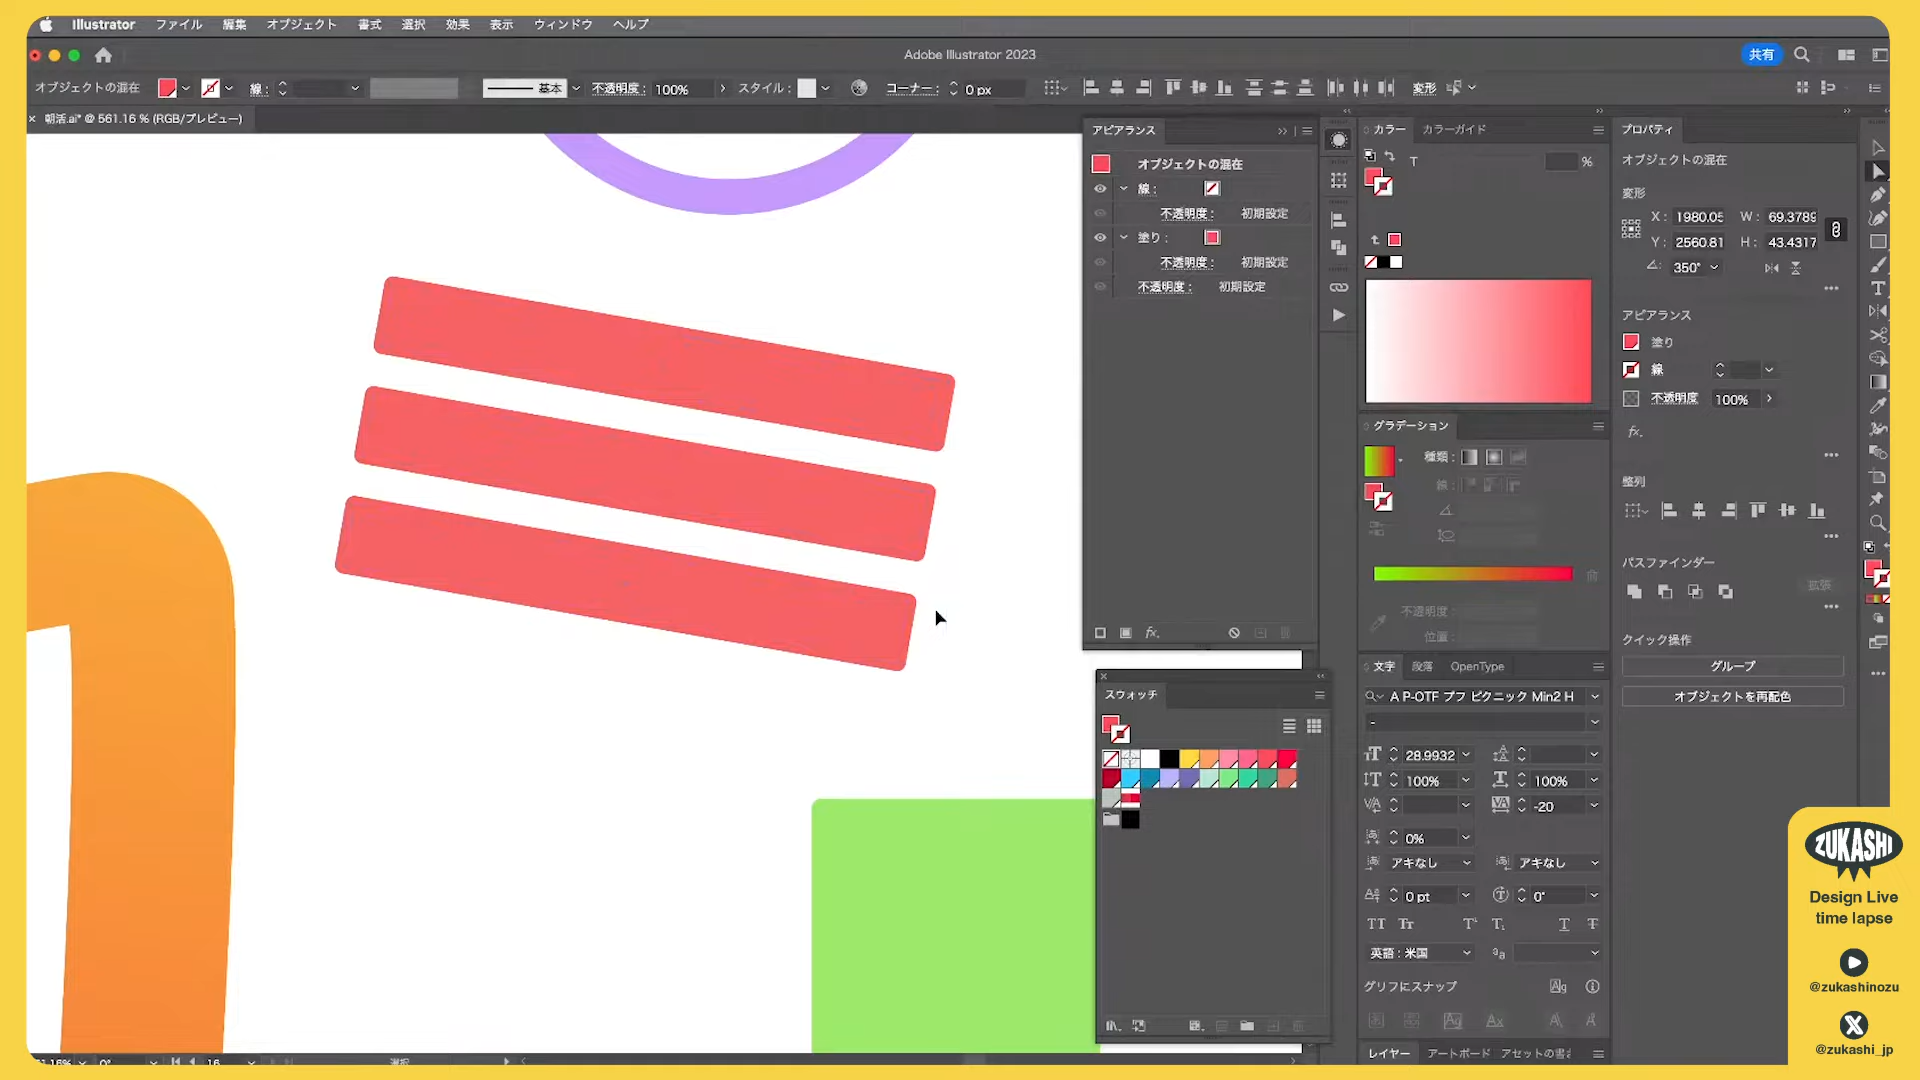 Illustrator ファイル 編集 オブジェクト 書式 選択 効果 表示 ウィンドウ ヘルプ
Adobe Illustrator 2023
共有
オブジェクトの混在 線: 基本 不透明度: 100% スタイル: コーナー: 0 px 変形
× 朝活.ai* @ 561.16 % (RGB/プレビュー)
アピアランス
オブジェクトの混在
線:
不透明度: 初期設定
塗り:
不透明度: 初期設定
不透明度: 初期設定
fx.
スウォッチ
カラー カラーガイド
T %
グラデーション
種類:
線:
不透明度:
位置:
文字 段落 OpenType
A P-OTF プフ ピクニック Min2 H
-
28.9932
100% 100%
-20
0%
アキなし アキなし
0 pt 0°
英語:米国
グリフにスナップ
レイヤー アートボード アセットの書き
プロパティ
オブジェクトの混在
変形
X: 1980.05 W: 69.3789
Y: 2560.81 H: 43.4317
350°
アピアランス
塗り
線
不透明度 100%
fx.
整列
パスファインダー
拡張
クイック操作
グループ
オブジェクトを再配色
0° 16 選択
ZUKASHI
Design Live
time lapse
@zukashinozu
@zukashi_jp